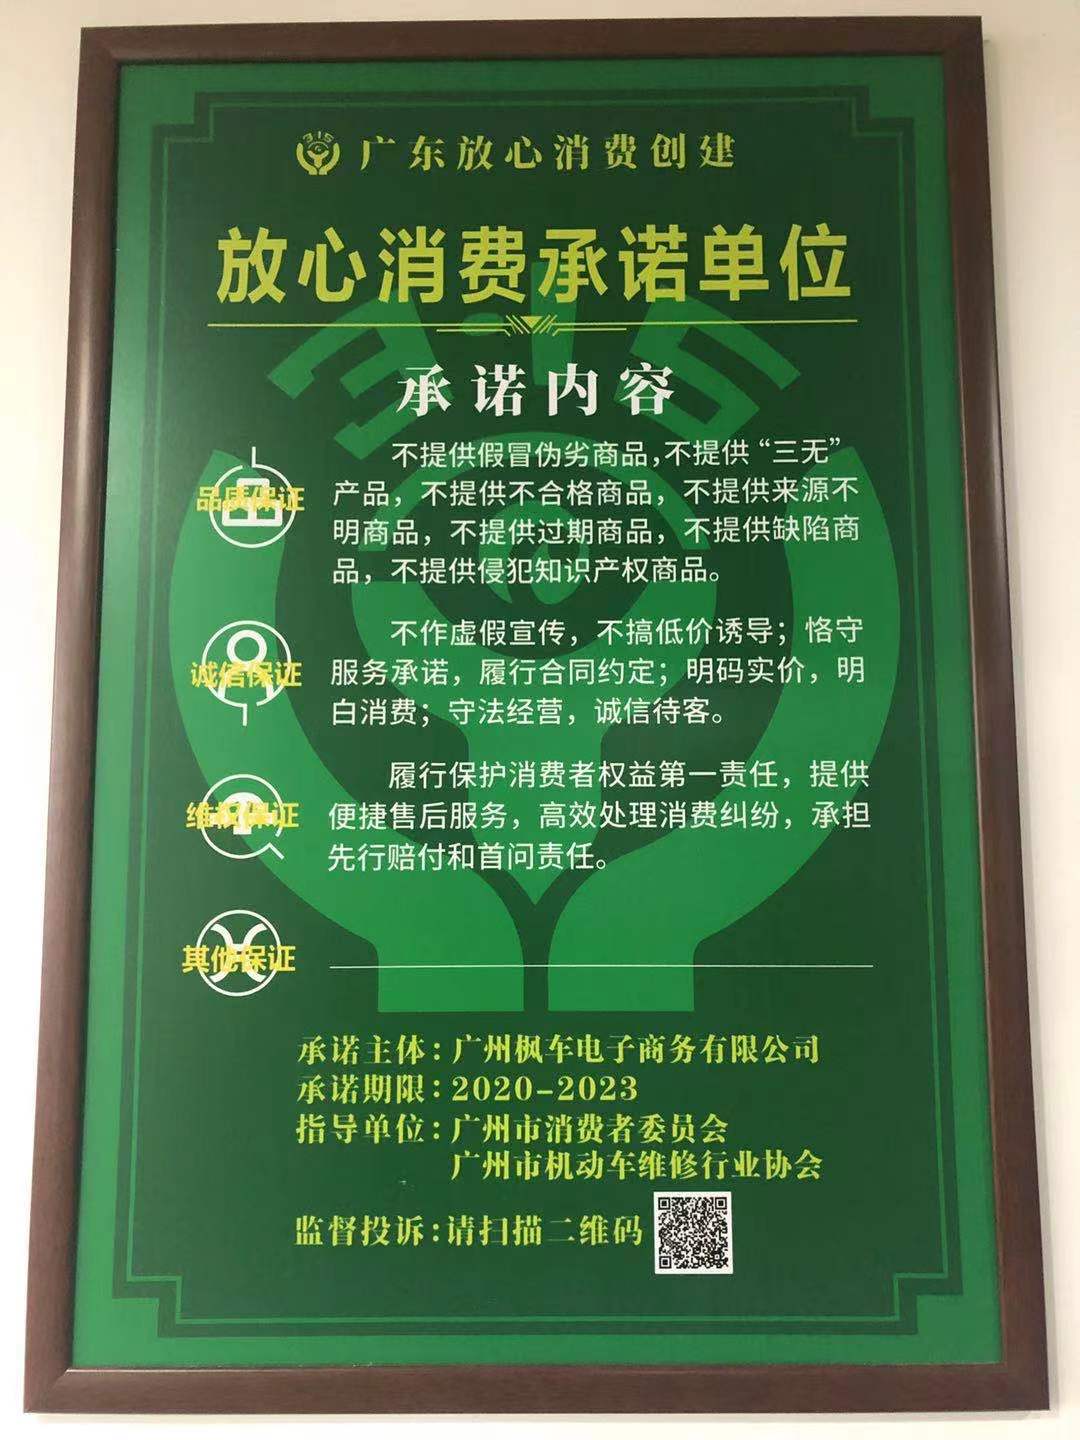 315
广东放心消费创建
放心消费承诺单位
3·15
承诺内容
品质保证
不提供假冒伪劣商品，不提供“三无”
产品，不提供不合格商品，不提供来源不
明商品，不提供过期商品，不提供缺陷商
品，不提供侵犯知识产权商品。
诚信保证
不作虚假宣传，不搞低价诱导；恪守
服务承诺，履行合同约定；明码实价，明
白消费；守法经营，诚信待客。
维权保证
履行保护消费者权益第一责任，提供
便捷售后服务，高效处理消费纠纷，承担
先行赔付和首问责任。
其他保证
承诺主体：广州枫车电子商务有限公司
承诺期限：2020-2023
指导单位：广州市消费者委员会
广州市机动车维修行业协会
监督投诉：请扫描二维码